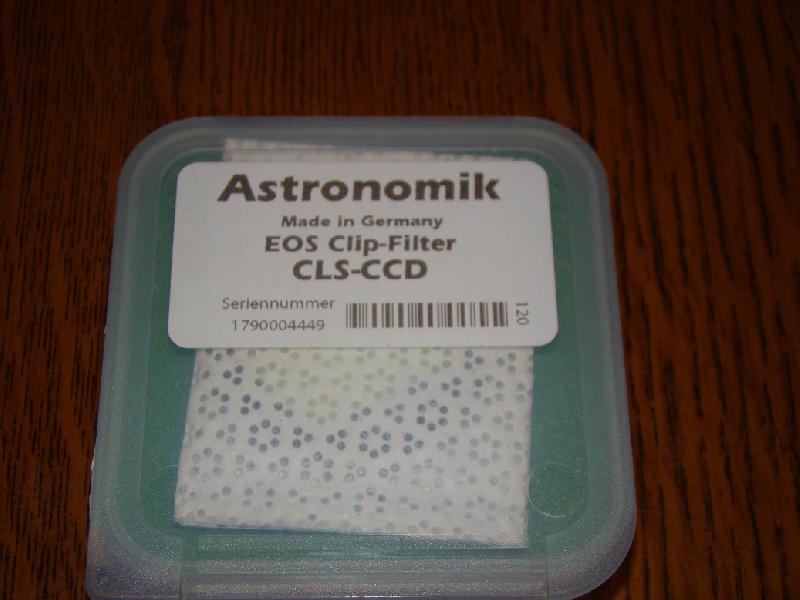 Astronomik
Made in Germany
EOS Clip-Filter
CLS-CCD
Seriennummer
1790004449
120